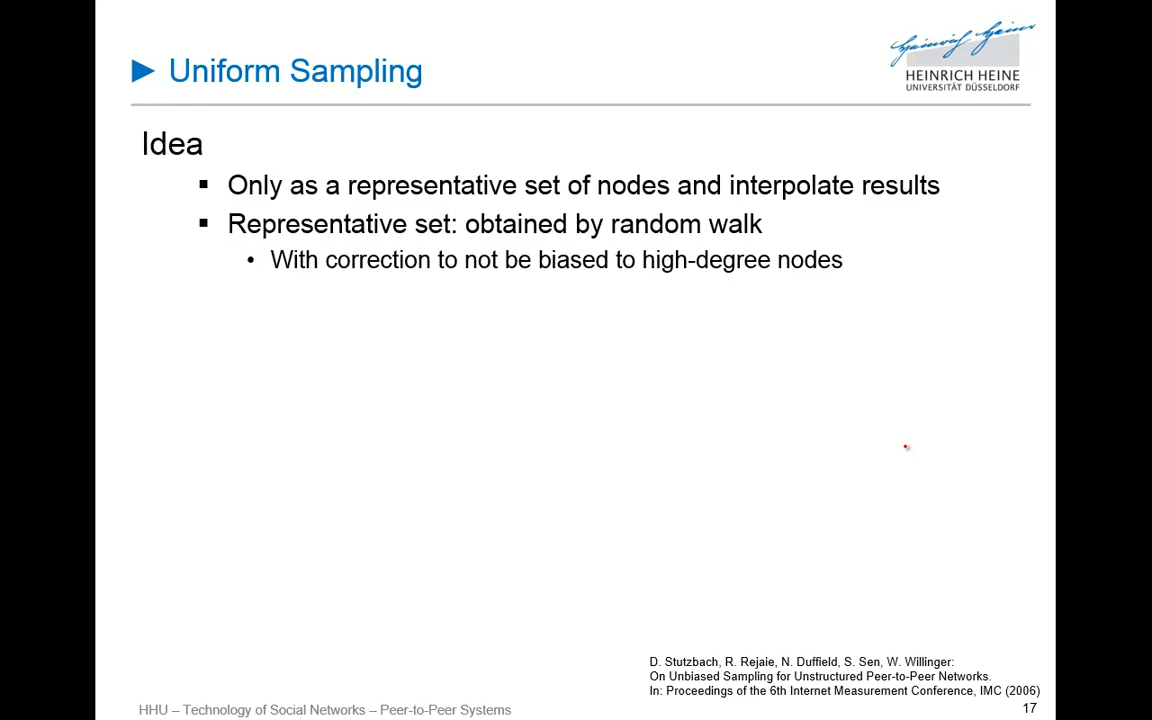 ► Uniform Sampling
Heinrich Heine
HEINRICH HEINE
UNIVERSITÄT DÜSSELDORF
Idea
▪ Only as a representative set of nodes and interpolate results
▪ Representative set: obtained by random walk
• With correction to not be biased to high-degree nodes
D. Stutzbach, R. Rejaie, N. Duffield, S. Sen, W. Willinger:
On Unbiased Sampling for Unstructured Peer-to-Peer Networks.
In: Proceedings of the 6th Internet Measurement Conference, IMC (2006)
HHU – Technology of Social Networks – Peer-to-Peer Systems
17